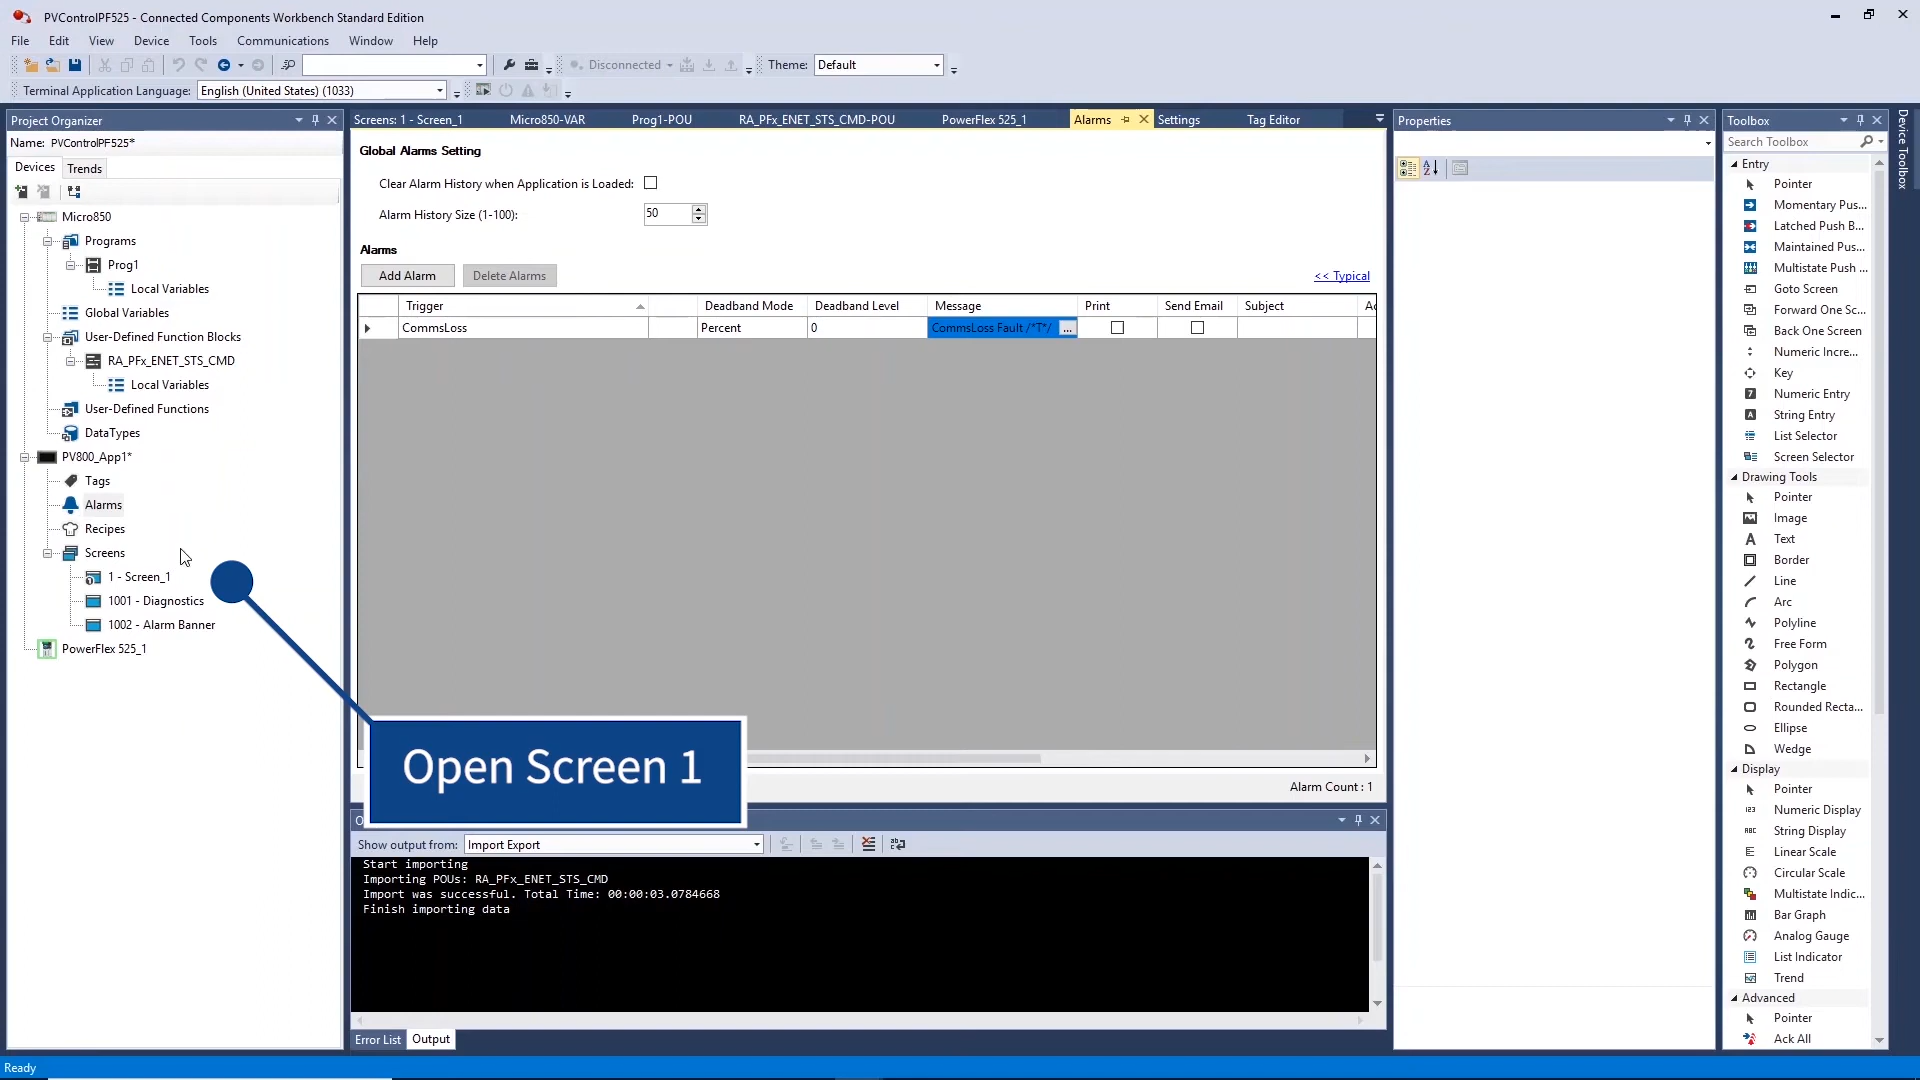 PVControlPF525 - Connected Components Workbench Standard Edition
File Edit View Device Tools Communications Window Help
Disconnected Theme: Default
Terminal Application Language: English (United States) (1033)
Project Organizer
Name: PVControlPF525*
Devices Trends
Micro850
Programs
Prog1
Local Variables
Global Variables
User-Defined Function Blocks
RA_PFx_ENET_STS_CMD
Local Variables
User-Defined Functions
DataTypes
PV800_App1*
Tags
Alarms
Recipes
Screens
1 - Screen_1
1001 - Diagnostics
1002 - Alarm Banner
PowerFlex 525_1
Screens: 1 - Screen_1 Micro850-VAR Prog1-POU RA_PFx_ENET_STS_CMD-POU PowerFlex 525_1 Alarms Settings Tag Editor
Global Alarms Setting
Clear Alarm History when Application is Loaded:
Alarm History Size (1-100): 50
Alarms
Add Alarm Delete Alarms << Typical
Trigger Deadband Mode Deadband Level Message Print Send Email Subject Ac
CommsLoss Percent 0 CommsLoss Fault /*T*/ ...
Open Screen 1
Alarm Count : 1
Show output from: Import Export
Start importing
Importing POUs: RA_PFx_ENET_STS_CMD
Import was successful. Total Time: 00:00:03.0784668
Finish importing data
Error List Output
Ready
Properties
Toolbox
Search Toolbox
Entry
Pointer
Momentary Pus...
Latched Push B...
Maintained Pus...
Multistate Push ...
Goto Screen
Forward One Sc...
Back One Screen
Numeric Incre...
Key
Numeric Entry
String Entry
List Selector
Screen Selector
Drawing Tools
Pointer
Image
Text
Border
Line
Arc
Polyline
Free Form
Polygon
Rectangle
Rounded Recta...
Ellipse
Wedge
Display
Pointer
Numeric Display
String Display
Linear Scale
Circular Scale
Multistate Indic...
Bar Graph
Analog Gauge
List Indicator
Trend
Advanced
Pointer
Ack All
Device Toolbox